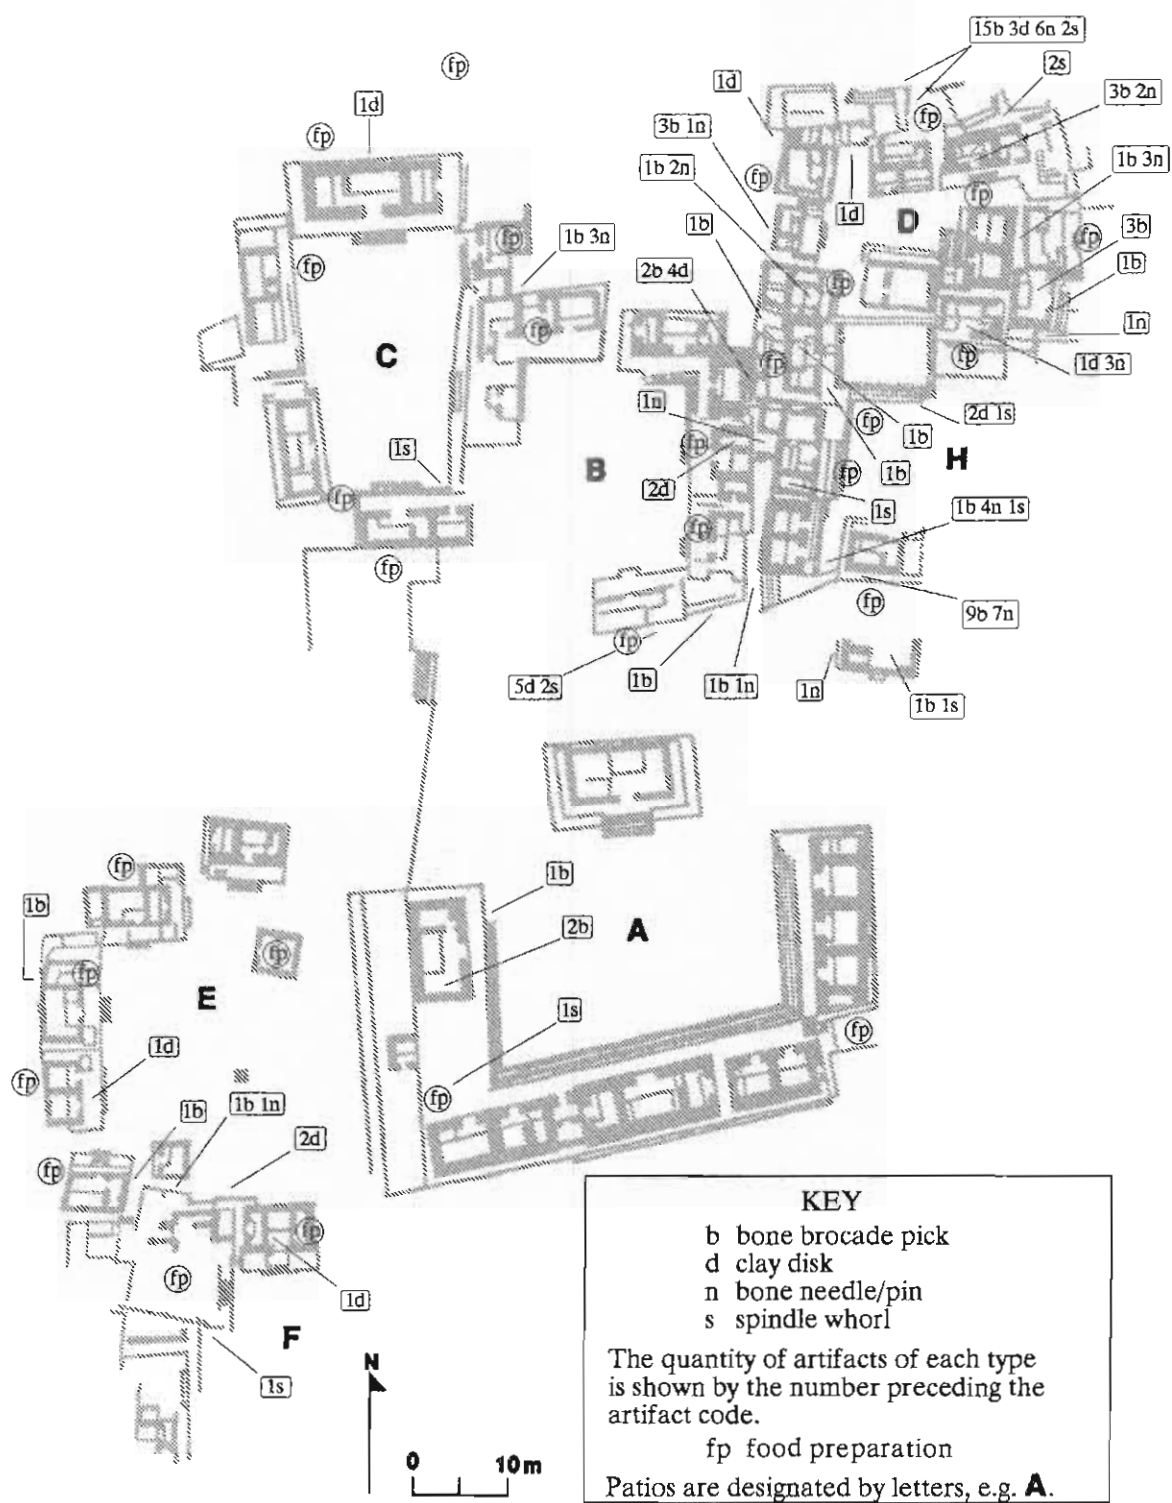 15b 3d 6n 2s
fp
2s
1d
3b 2n
1d
fp
fp
3b 1n
1b 3n
1b 2n
fp
fp
1d
D
3b
1b
fp
1b 3n
fp
fp
1b
2b 4d
fp
1n
fp
C
fp
fp
1d 3n
1n
2d 1s
fp
1b
fp
1s
B
H
2d
1b
fp
fp
1s
1b 4n 1s
fp
fp
fp
9b 7n
fp
5d 2s
1b
1b 1n
1n
1b 1s
fp
1b
1b
2b
A
fp
fp
E
1s
fp
1d
fp
fp
1b
1b 1n
2d
fp
fp
fp
1d
F
1s
N
0
10m
KEY
b bone brocade pick
d clay disk
n bone needle/pin
s spindle whorl
The quantity of artifacts of each type
is shown by the number preceding the
artifact code.
fp food preparation
Patios are designated by letters, e.g. A.